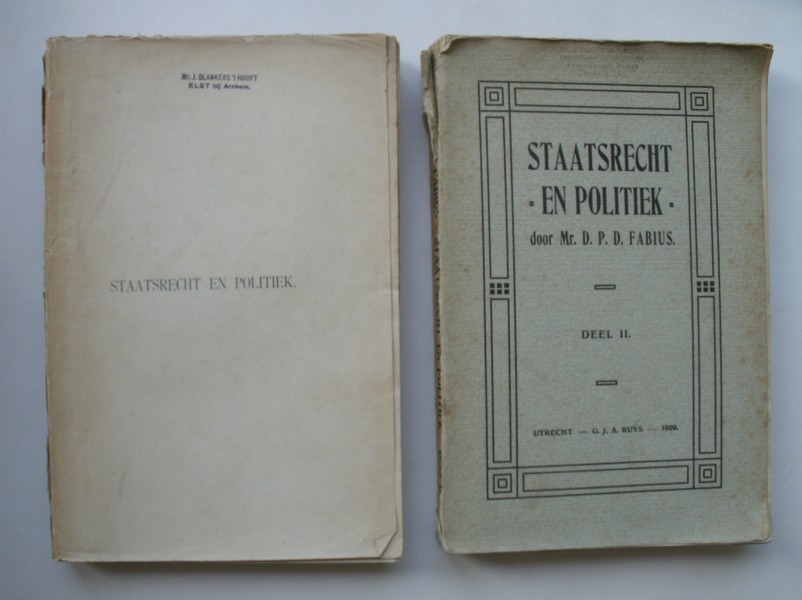 Mr. J. BLANKERS 'T HOOFT
ELST bij Arnhem.
STAATSRECHT EN POLITIEK.
STAATSRECHT
EN POLITIEK
door Mr. D. P. D. FABIUS.
DEEL II.
UTRECHT — G. J. A. RUYS — 1909.